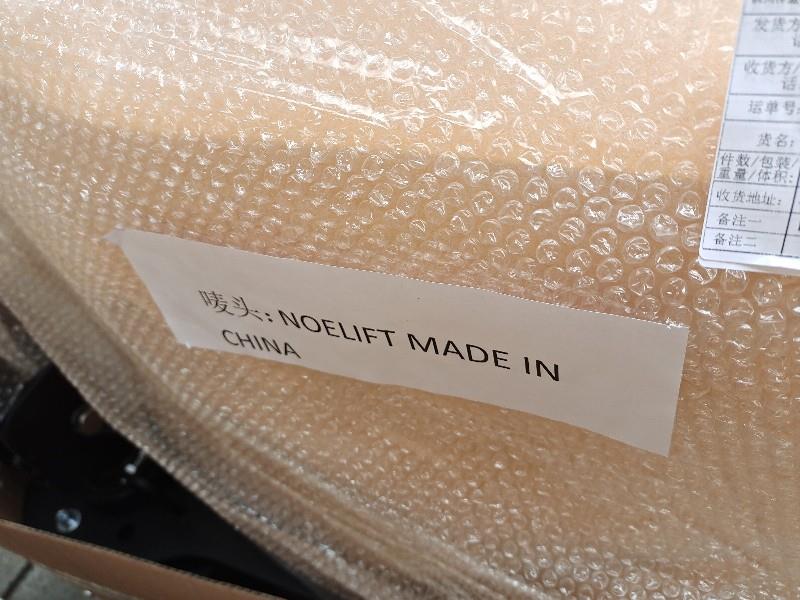 唛头: NOELIFT MADE IN
CHINA
发货方
话
收货方/
话
运单号:
货名:
件数/包装/
重量/体积:
收货地址:
备注一
备注二